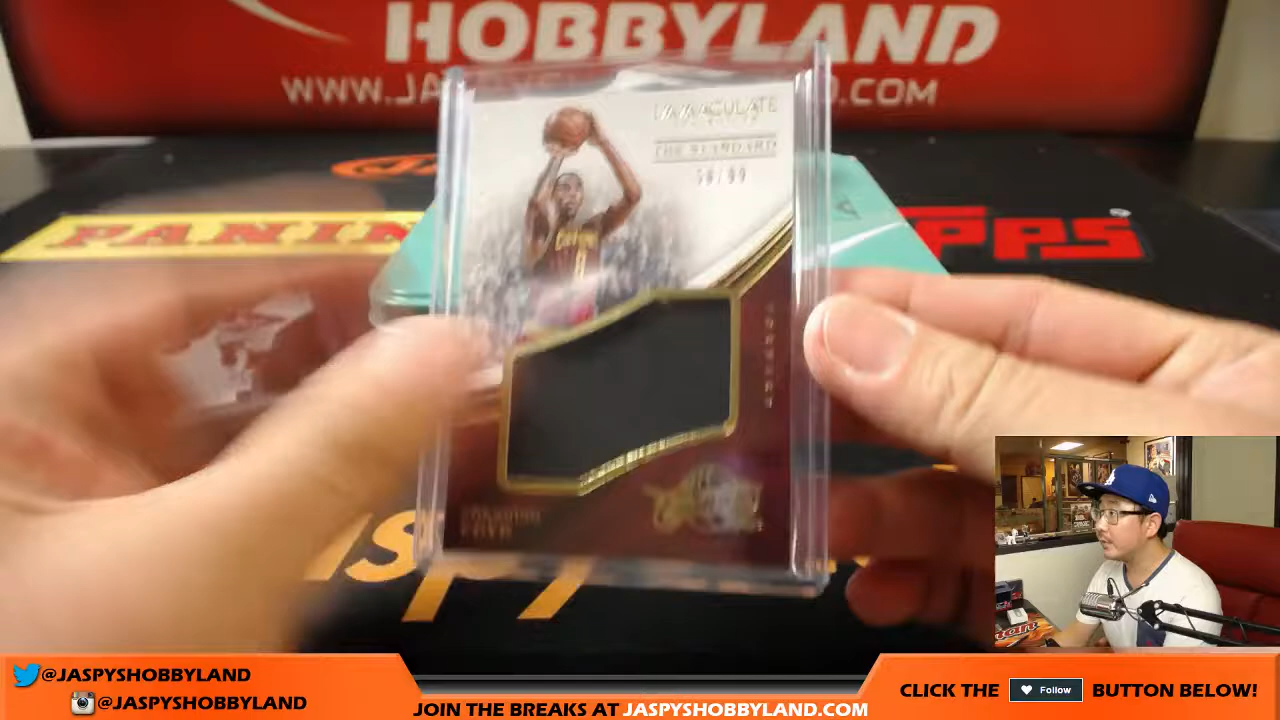 HOBBYLAND
WWW.JA
D.COM
IMMACULATE
THE STANDARD
PANINI
PPS
@JASPYSHOBBYLAND
@JASPYSHOBBYLAND
JOIN THE BREAKS AT JASPYSHOBBYLAND.COM
CLICK THE Follow BUTTON BELOW!